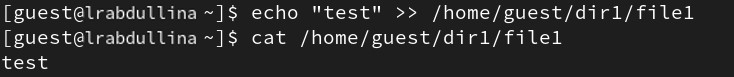 [guest@lrabdullina ~]$ echo "test" >> /home/guest/dir1/file1
[guest@lrabdullina ~]$ cat /home/guest/dir1/file1
test